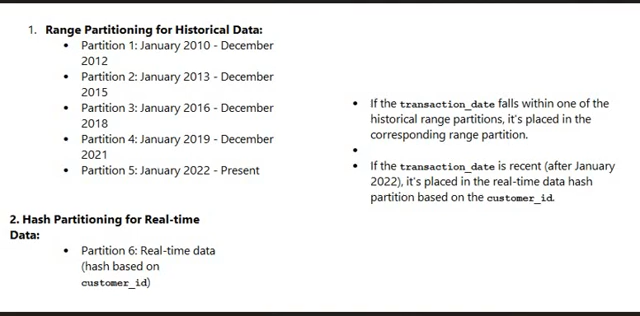 1. Range Partitioning for Historical Data:
• Partition 1: January 2010 - December
2012
• Partition 2: January 2013 - December
2015
• Partition 3: January 2016 - December
2018
• Partition 4: January 2019 - December
2021
• Partition 5: January 2022 - Present
2. Hash Partitioning for Real-time
Data:
• Partition 6: Real-time data
(hash based on
customer_id)
• If the transaction_date falls within one of the
historical range partitions, it's placed in the
corresponding range partition.
•
• If the transaction_date is recent (after January
2022), it's placed in the real-time data hash
partition based on the customer_id.